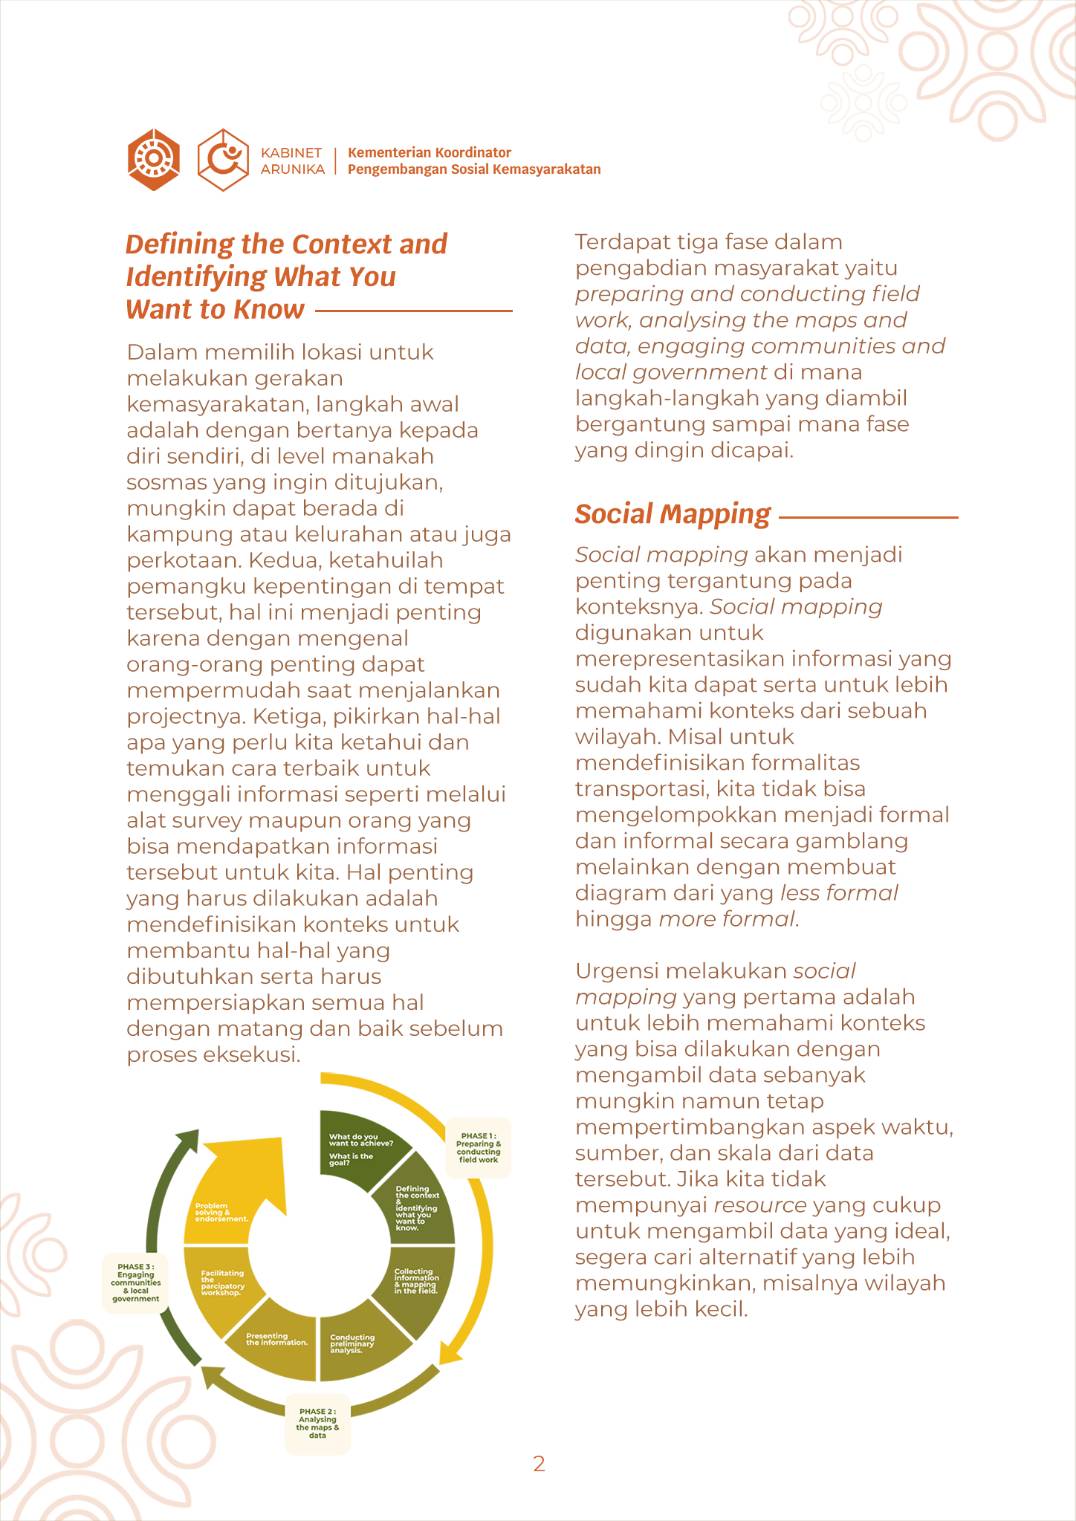 KABINET
ARUNIKA
Kementerian Koordinator
Pengembangan Sosial Kemasyarakatan
Defining the Context and
Identifying What You
Want to Know
Dalam memilih lokasi untuk
melakukan gerakan
kemasyarakatan, langkah awal
adalah dengan bertanya kepada
diri sendiri, di level manakah
sosmas yang ingin ditujukan,
mungkin dapat berada di
kampung atau kelurahan atau juga
perkotaan. Kedua, ketahuilah
pemangku kepentingan di tempat
tersebut, hal ini menjadi penting
karena dengan mengenal
orang-orang penting dapat
mempermudah saat menjalankan
projectnya. Ketiga, pikirkan hal-hal
apa yang perlu kita ketahui dan
temukan cara terbaik untuk
menggali informasi seperti melalui
alat survey maupun orang yang
bisa mendapatkan informasi
tersebut untuk kita. Hal penting
yang harus dilakukan adalah
mendefinisikan konteks untuk
membantu hal-hal yang
dibutuhkan serta harus
mempersiapkan semua hal
dengan matang dan baik sebelum
proses eksekusi.
What do you
want to achieve?
What is the
goal?
Defining
the context
&
identifying
what you
want to
know.
Collecting
information
& mapping
in the field.
Conducting
preliminary
analysis.
Presenting
the information.
Facilitating
the
parcipatory
workshop.
Problem
solving &
endorsement.
PHASE 1 :
Preparing &
conducting
field work
PHASE 2 :
Analysing
the maps &
data
PHASE 3 :
Engaging
communities
& local
government
Terdapat tiga fase dalam
pengabdian masyarakat yaitu
preparing and conducting field
work, analysing the maps and
data, engaging communities and
local government di mana
langkah-langkah yang diambil
bergantung sampai mana fase
yang dingin dicapai.
Social Mapping
Social mapping akan menjadi
penting tergantung pada
konteksnya. Social mapping
digunakan untuk
merepresentasikan informasi yang
sudah kita dapat serta untuk lebih
memahami konteks dari sebuah
wilayah. Misal untuk
mendefinisikan formalitas
transportasi, kita tidak bisa
mengelompokkan menjadi formal
dan informal secara gamblang
melainkan dengan membuat
diagram dari yang less formal
hingga more formal.
Urgensi melakukan social
mapping yang pertama adalah
untuk lebih memahami konteks
yang bisa dilakukan dengan
mengambil data sebanyak
mungkin namun tetap
mempertimbangkan aspek waktu,
sumber, dan skala dari data
tersebut. Jika kita tidak
mempunyai resource yang cukup
untuk mengambil data yang ideal,
segera cari alternatif yang lebih
memungkinkan, misalnya wilayah
yang lebih kecil.
2